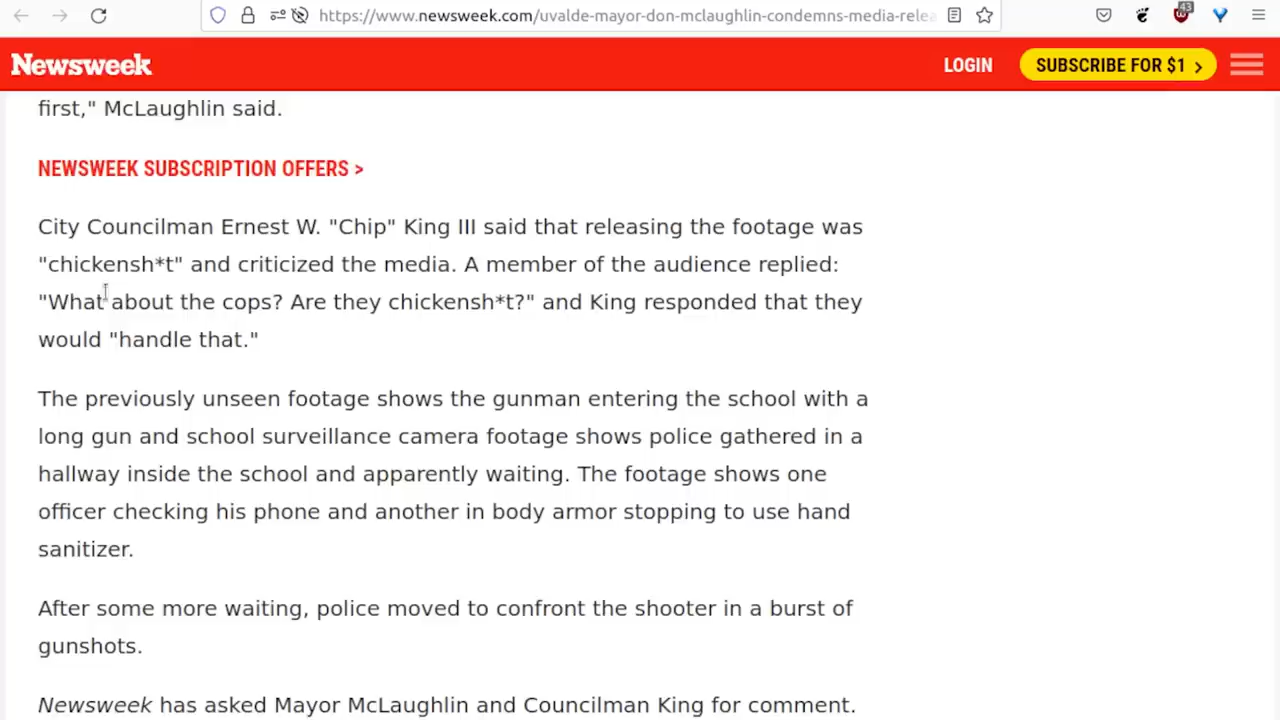 https://www.newsweek.com/uvalde-mayor-don-mclaughlin-condemns-media-relea
43
Newsweek
LOGIN
SUBSCRIBE FOR $1 >
first," McLaughlin said.
NEWSWEEK SUBSCRIPTION OFFERS >
City Councilman Ernest W. "Chip" King III said that releasing the footage was
"chickensh*t" and criticized the media. A member of the audience replied:
"What about the cops? Are they chickensh*t?" and King responded that they
would "handle that."
The previously unseen footage shows the gunman entering the school with a
long gun and school surveillance camera footage shows police gathered in a
hallway inside the school and apparently waiting. The footage shows one
officer checking his phone and another in body armor stopping to use hand
sanitizer.
After some more waiting, police moved to confront the shooter in a burst of
gunshots.
Newsweek has asked Mayor McLaughlin and Councilman King for comment.